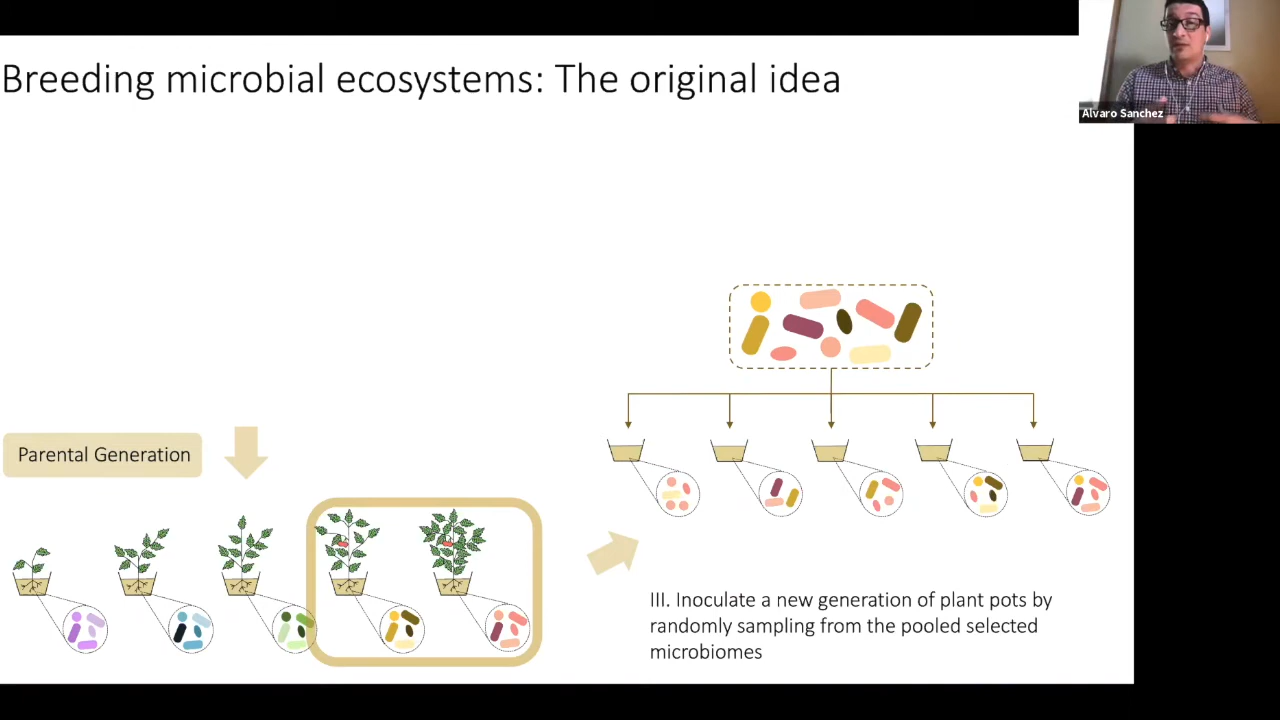 Breeding microbial ecosystems: The original idea
Alvaro Sanchez
Parental Generation
III. Inoculate a new generation of plant pots by
randomly sampling from the pooled selected
microbiomes